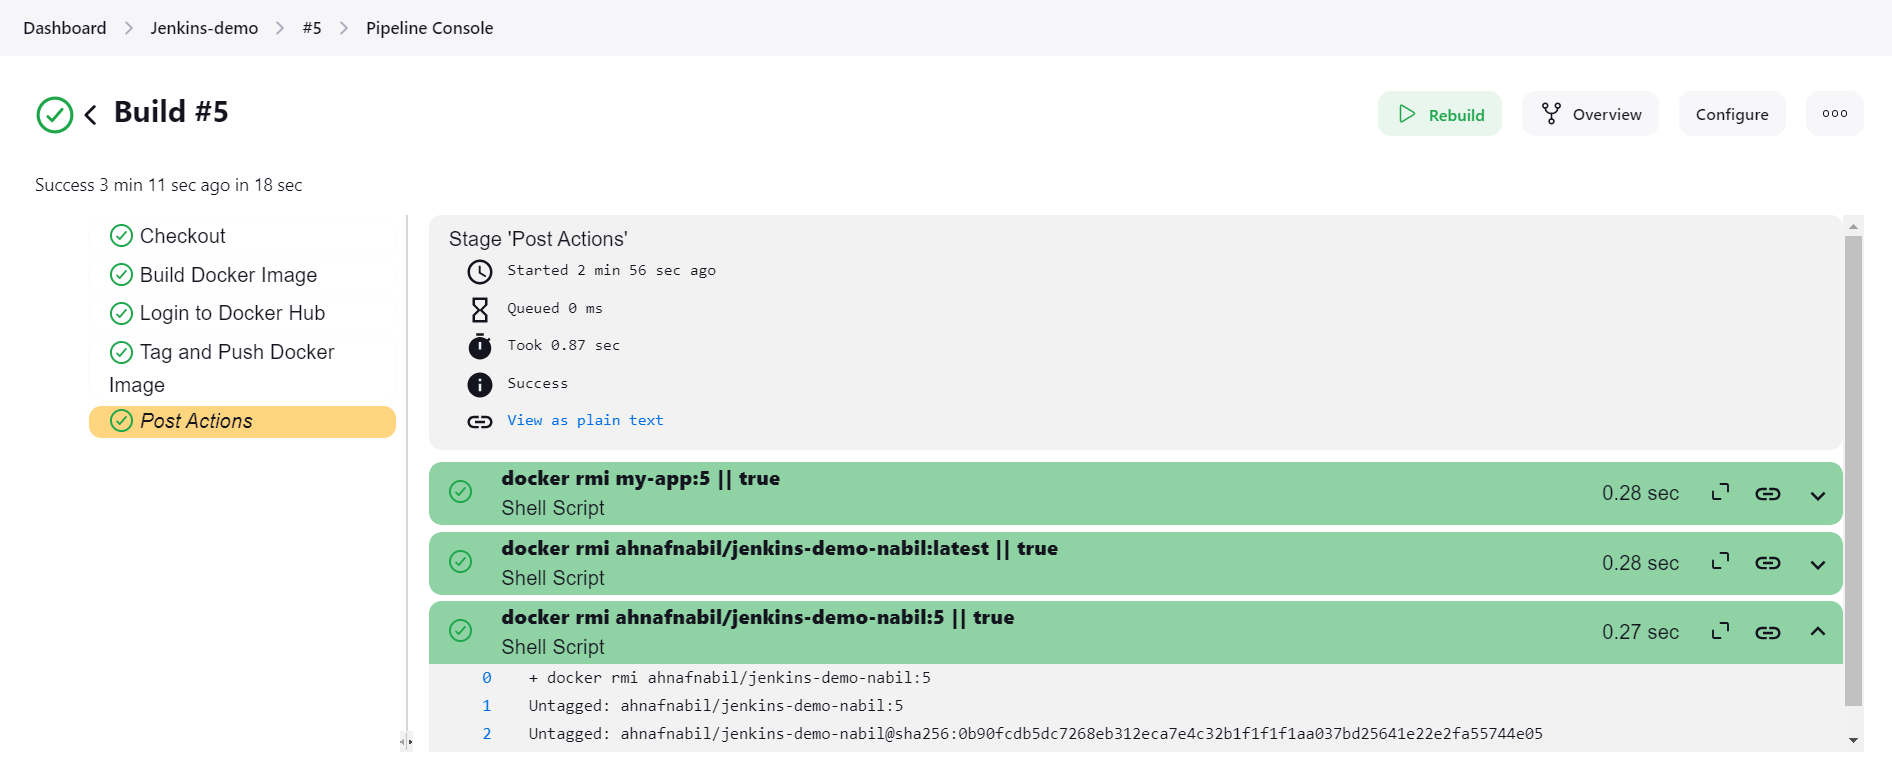 Dashboard > Jenkins-demo > #5 > Pipeline Console
Build #5
Rebuild
Overview
Configure
Success 3 min 11 sec ago in 18 sec
Checkout
Build Docker Image
Login to Docker Hub
Tag and Push Docker
Image
Post Actions
Stage 'Post Actions'
Started 2 min 56 sec ago
Queued 0 ms
Took 0.87 sec
Success
View as plain text
docker rmi my-app:5 || true
Shell Script
0.28 sec
docker rmi ahnafnabil/jenkins-demo-nabil:latest || true
Shell Script
0.28 sec
docker rmi ahnafnabil/jenkins-demo-nabil:5 || true
Shell Script
0.27 sec
0 + docker rmi ahnafnabil/jenkins-demo-nabil:5
1 Untagged: ahnafnabil/jenkins-demo-nabil:5
2 Untagged: ahnafnabil/jenkins-demo-nabil@sha256:0b90fcdb5dc7268eb312eca7e4c32b1f1f1f1aa037bd25641e22e2fa55744e05